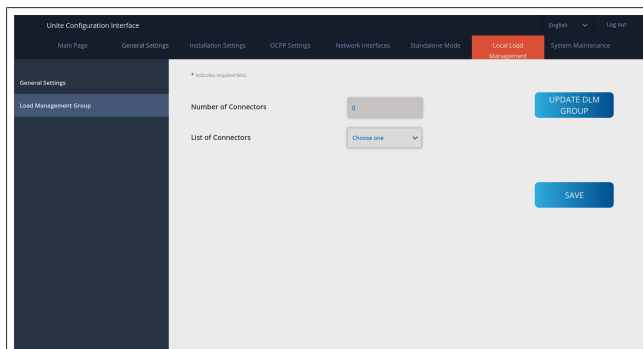 Unite Configuration Interface
English
Log out
Main Page
General Settings
Installation Settings
OCPP Settings
Network Interfaces
Standalone Mode
Local Load
Management
System Maintenance
General Settings
Load Management Group
* Indicates required field.
Number of Connectors
0
UPDATE DLM
GROUP
List of Connectors
Choose one
SAVE